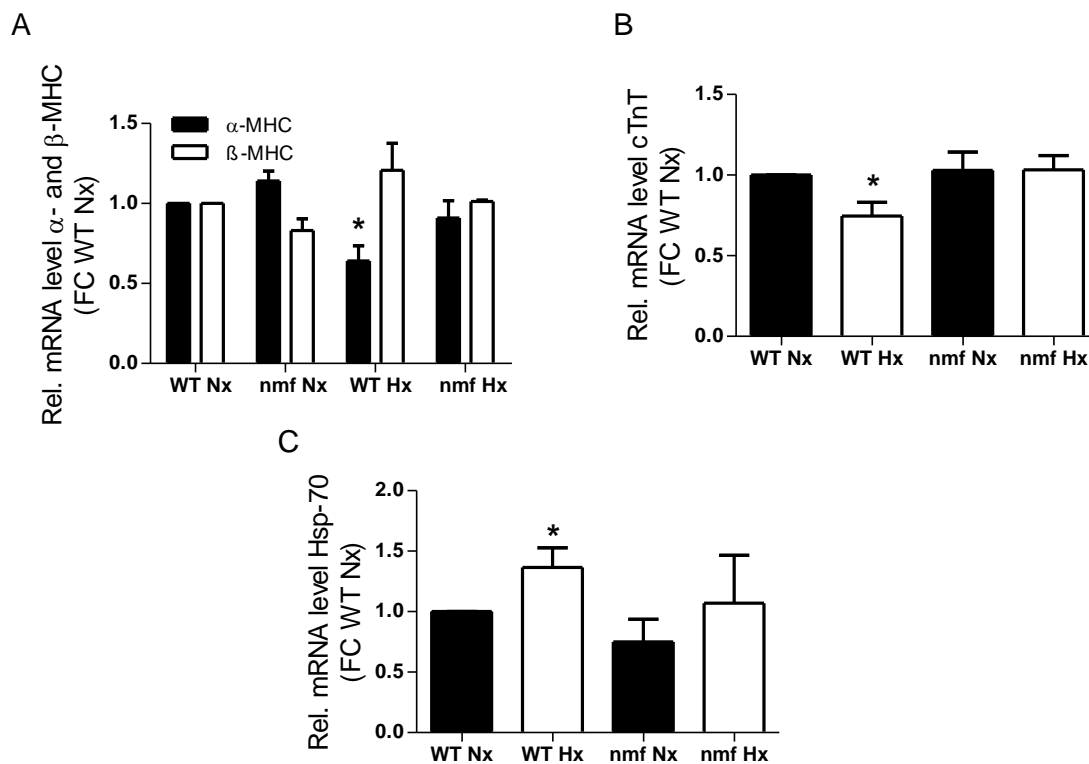 A
Rel. mRNA level α- and β-MHC
(FC WT Nx)
1.5
1.0
0.5
0.0
α-MHC
ß-MHC
*
WT Nx
nmf Nx
WT Hx
nmf Hx
B
Rel. mRNA level cTnT
(FC WT Nx)
1.5
1.0
0.5
0.0
*
WT Nx
WT Hx
nmf Nx
nmf Hx
C
Rel. mRNA level Hsp-70
(FC WT Nx)
2.0
1.5
1.0
0.5
0.0
*
WT Nx
WT Hx
nmf Nx
nmf Hx